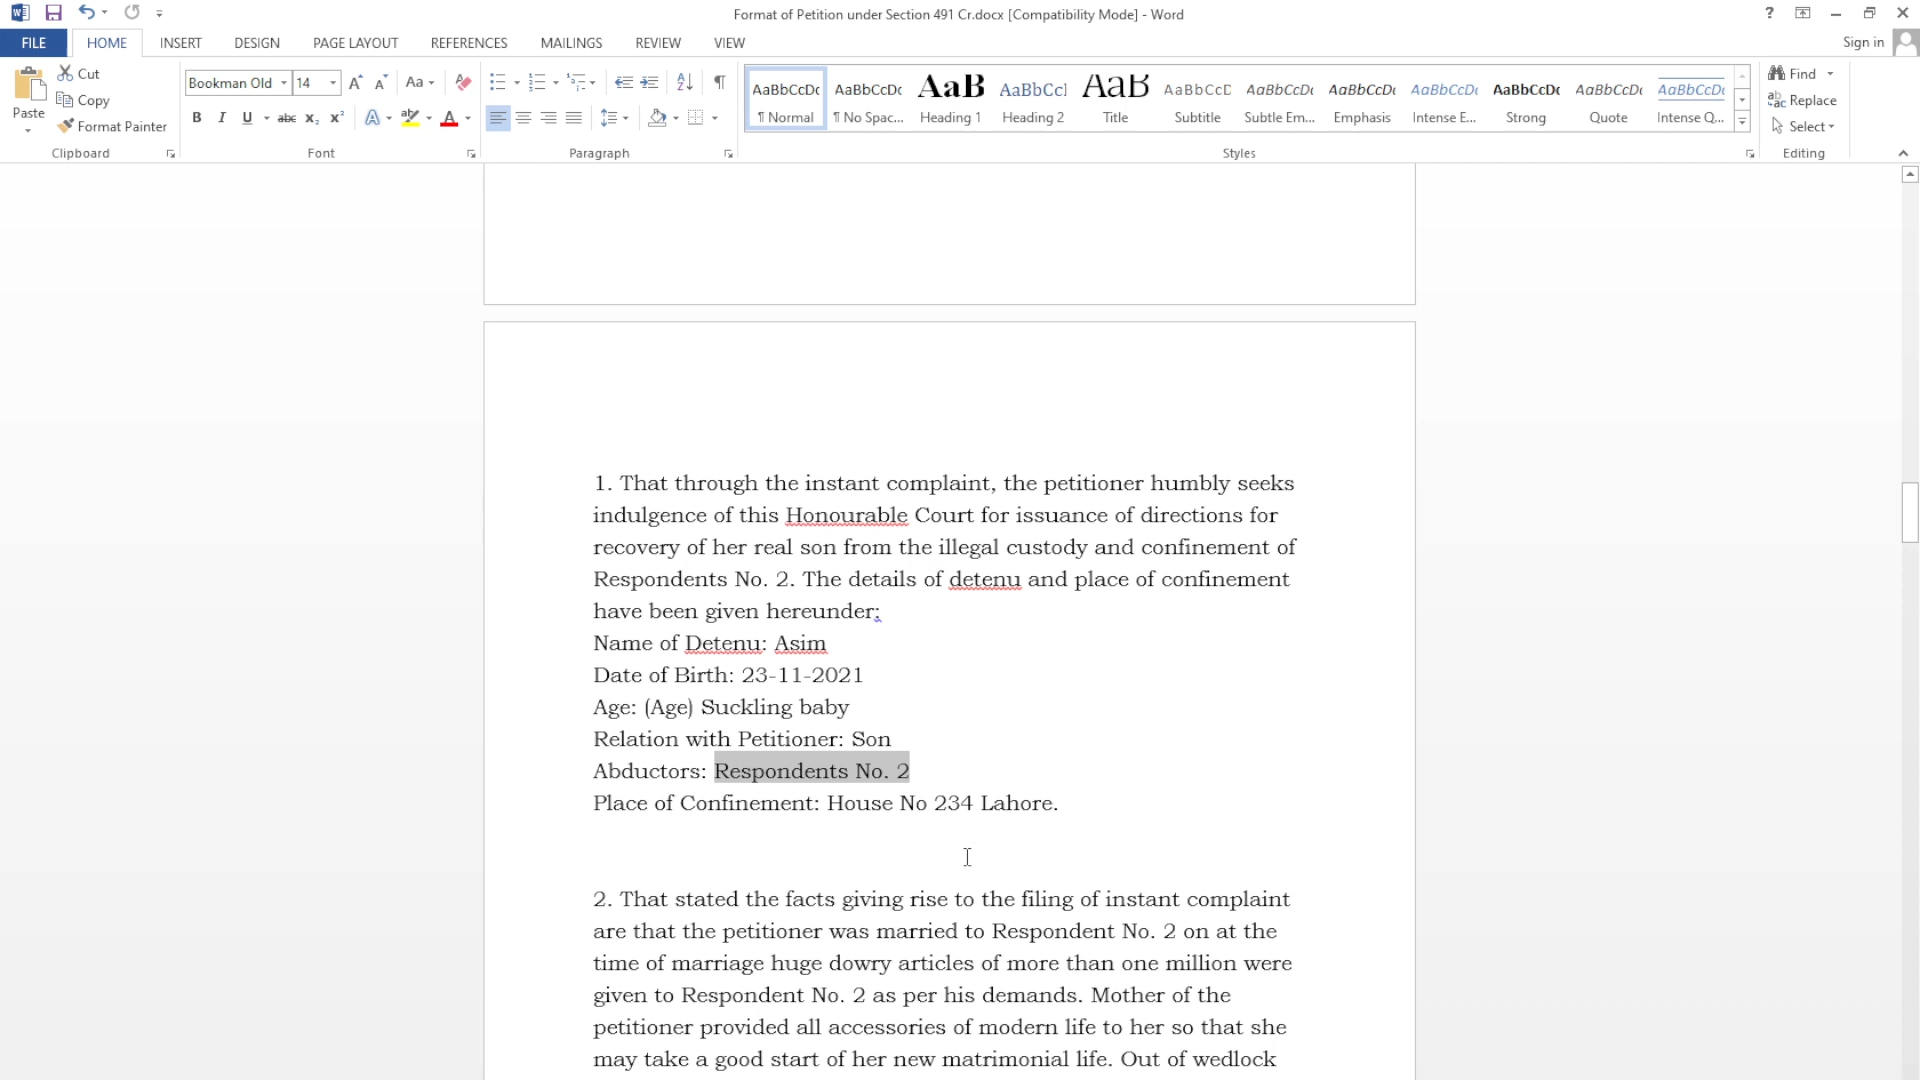 Format of Petition under Section 491 Cr.docx [Compatibility Mode] - Word
?
FILE HOME INSERT DESIGN PAGE LAYOUT REFERENCES MAILINGS REVIEW VIEW Sign in
Paste Cut Copy Format Painter
Clipboard
Bookman Old 14
Font
Paragraph
AaBbCcDc AaBbCcDc AaB AaBbCcI AaB AaBbCcD AaBbCcDc AaBbCcDc AaBbCcDc AaBbCcDc AaBbCcDc AaBbCcDc
¶ Normal ¶ No Spac... Heading 1 Heading 2 Title Subtitle Subtle Em... Emphasis Intense E... Strong Quote Intense Q...
Styles
Find
Replace
Select
Editing
1. That through the instant complaint, the petitioner humbly seeks
indulgence of this Honourable Court for issuance of directions for
recovery of her real son from the illegal custody and confinement of
Respondents No. 2. The details of detenu and place of confinement
have been given hereunder;
Name of Detenu: Asim
Date of Birth: 23-11-2021
Age: (Age) Suckling baby
Relation with Petitioner: Son
Abductors: Respondents No. 2
Place of Confinement: House No 234 Lahore.
2. That stated the facts giving rise to the filing of instant complaint
are that the petitioner was married to Respondent No. 2 on at the
time of marriage huge dowry articles of more than one million were
given to Respondent No. 2 as per his demands. Mother of the
petitioner provided all accessories of modern life to her so that she
may take a good start of her new matrimonial life. Out of wedlock